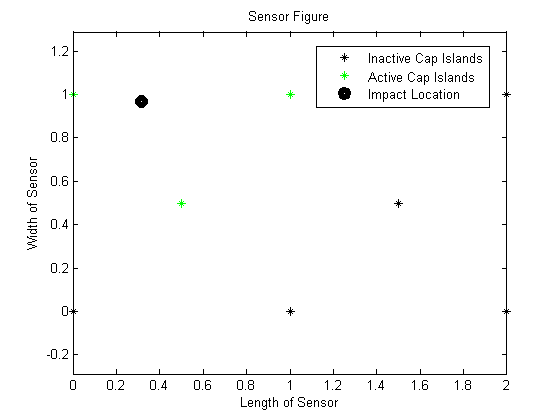 Sensor Figure
Inactive Cap Islands
Active Cap Islands
Impact Location
Width of Sensor
1.2
1
0.8
0.6
0.4
0.2
0
-0.2
0 0.2 0.4 0.6 0.8 1 1.2 1.4 1.6 1.8 2
Length of Sensor